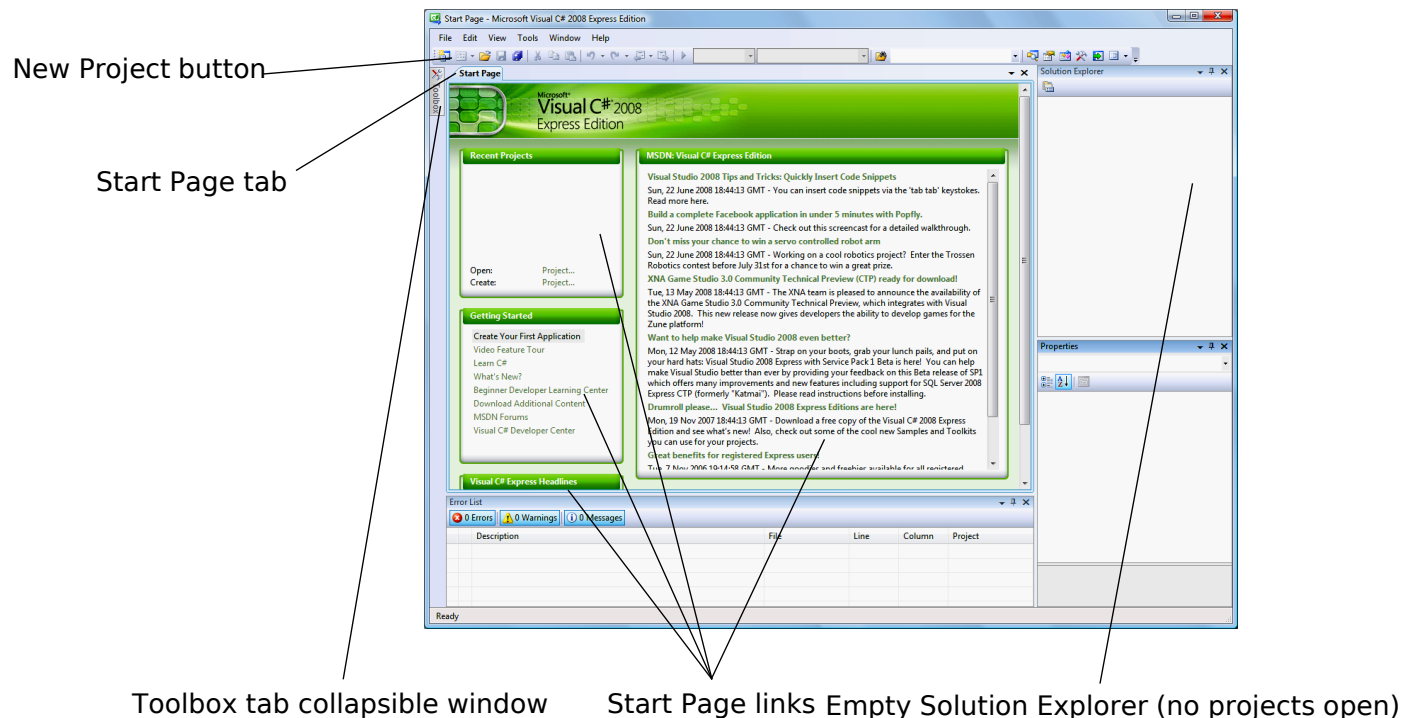 Start Page - Microsoft Visual C# 2008 Express Edition
File Edit View Tools Window Help
New Project button
Start Page tab
Toolbox
Start Page
Microsoft®
Visual C#® 2008
Express Edition
Recent Projects
Open: Project...
Create: Project...
Getting Started
Create Your First Application
Video Feature Tour
Learn C#
What's New?
Beginner Developer Learning Center
Download Additional Content
MSDN Forums
Visual C# Developer Center
Visual C# Express Headlines
MSDN: Visual C# Express Edition
Visual Studio 2008 Tips and Tricks: Quickly Insert Code Snippets
Sun, 22 June 2008 18:44:13 GMT - You can insert code snippets via the 'tab tab' keystokes.
Read more here.
Build a complete Facebook application in under 5 minutes with Popfly.
Sun, 22 June 2008 18:44:13 GMT - Check out this screencast for a detailed walkthrough.
Don't miss your chance to win a servo controlled robot arm
Sun, 22 June 2008 18:44:13 GMT - Working on a cool robotics project? Enter the Trossen
Robotics contest before July 31st for a chance to win a great prize.
XNA Game Studio 3.0 Community Technical Preview (CTP) ready for download!
Tue, 13 May 2008 18:44:13 GMT - The XNA team is pleased to announce the availability of
the XNA Game Studio 3.0 Community Technical Preview, which integrates with Visual
Studio 2008. This new release now gives developers the ability to develop games for the
Zune platform!
Want to help make Visual Studio 2008 even better?
Mon, 12 May 2008 18:44:13 GMT - Strap on your boots, grab your lunch pails, and put on
your hard hats: Visual Studio 2008 Express with Service Pack 1 Beta is here! You can help
make Visual Studio better than ever by providing your feedback on this Beta release of SP1
which offers many improvements and new features including support for SQL Server 2008
Express CTP (formerly "Katmai"). Please read instructions before installing.
Drumroll please... Visual Studio 2008 Express Editions are here!
Mon, 19 Nov 2007 18:44:13 GMT - Download a free copy of the Visual C# 2008 Express
Edition and see what's new! Also, check out some of the cool new Samples and Toolkits
you can use for your projects.
Great benefits for registered Express users!
Tue, 7 Nov 2006 19:14:58 GMT - More goodies and freebies available for all registered
Solution Explorer
Properties
Error List
0 Errors 0 Warnings 0 Messages
Description File Line Column Project
Ready
Toolbox tab collapsible window
Start Page links
Empty Solution Explorer (no projects open)